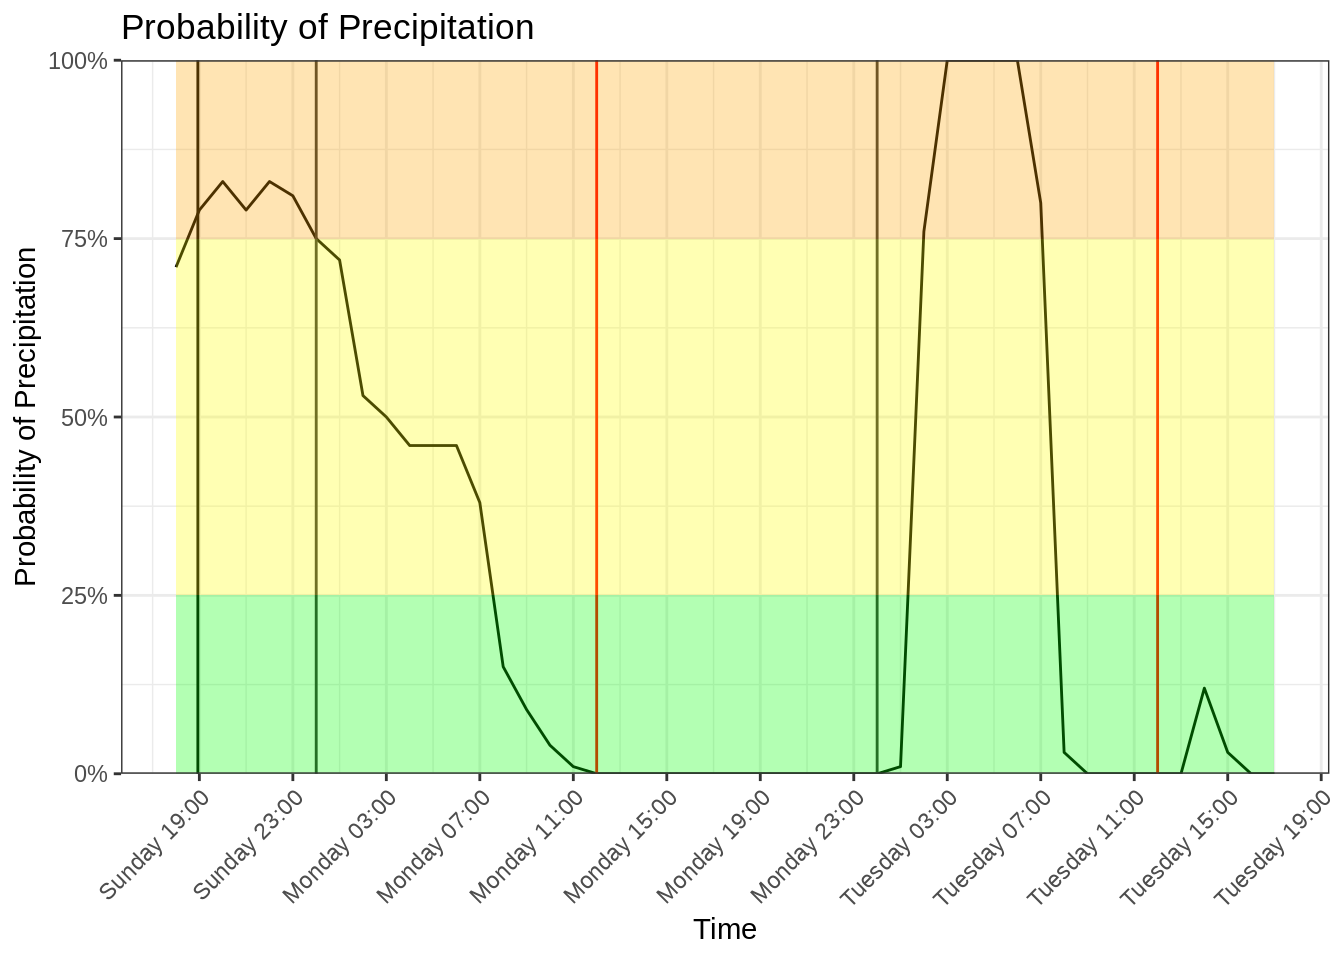 Probability of Precipitation
Probability of Precipitation
100%
75%
50%
25%
0%
Sunday 19:00
Sunday 23:00
Monday 03:00
Monday 07:00
Monday 11:00
Monday 15:00
Monday 19:00
Monday 23:00
Tuesday 03:00
Tuesday 07:00
Tuesday 11:00
Tuesday 15:00
Tuesday 19:00
Time